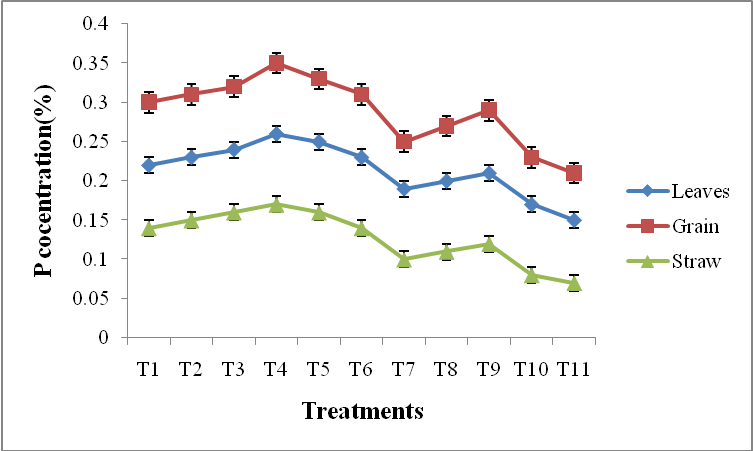 0.4
0.35
0.3
0.25
0.2
0.15
0.1
0.05
0
P cocentration(%)
T1 T2 T3 T4 T5 T6 T7 T8 T9 T10 T11
Treatments
Leaves
Grain
Straw